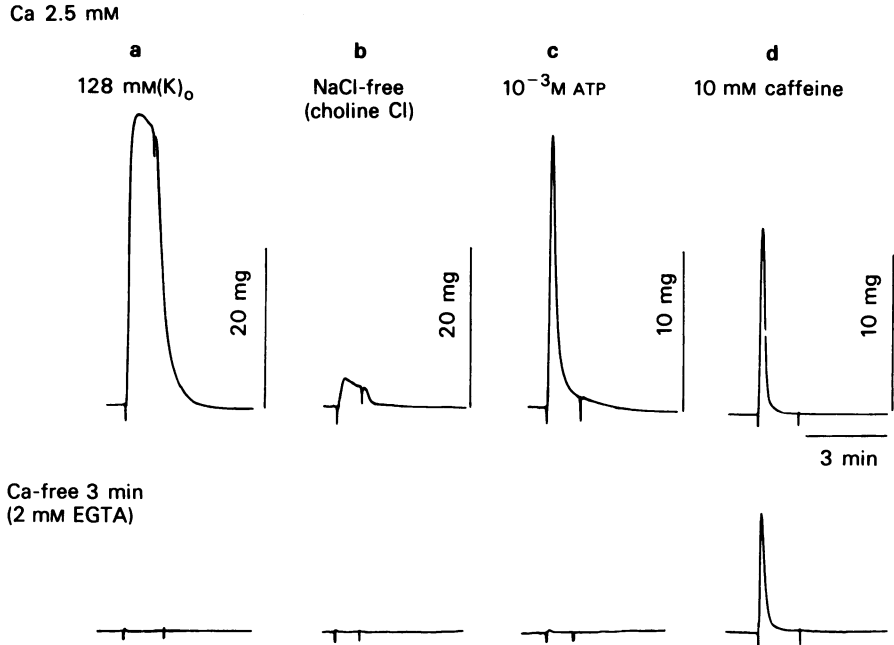 Ca 2.5 mM
a
b
c
d
128 mM(K)o
NaCl-free
(choline Cl)
10⁻³M ATP
10 mM caffeine
20 mg
20 mg
10 mg
10 mg
3 min
Ca-free 3 min
(2 mM EGTA)